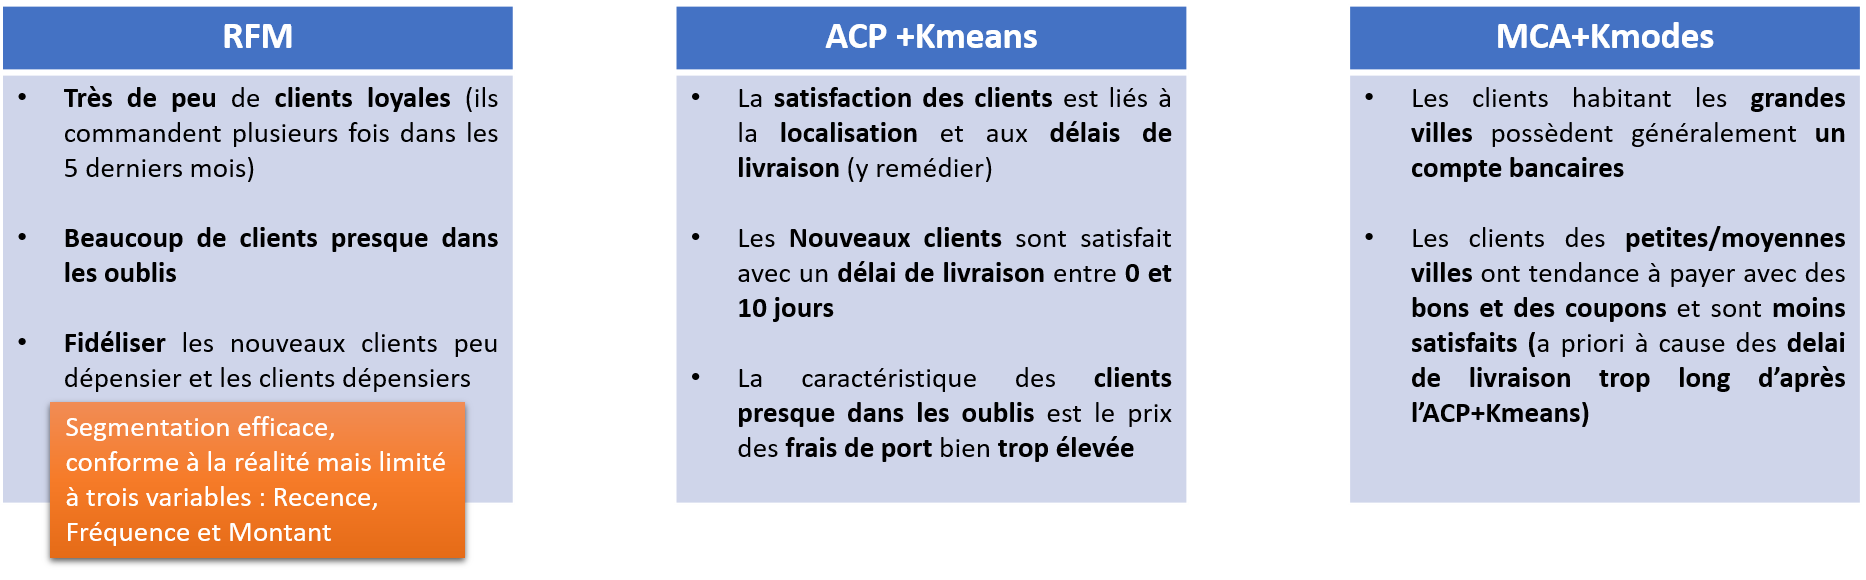 RFM
• Très de peu de clients loyales (ils
commandent plusieurs fois dans les
5 derniers mois)
• Beaucoup de clients presque dans
les oublis
• Fidéliser les nouveaux clients peu
dépensier et les clients dépensiers
Segmentation efficace,
conforme à la réalité mais limité
à trois variables : Recence,
Fréquence et Montant
ACP +Kmeans
• La satisfaction des clients est liés à
la localisation et aux délais de
livraison (y remédier)
• Les Nouveaux clients sont satisfait
avec un délai de livraison entre 0 et
10 jours
• La caractéristique des clients
presque dans les oublis est le prix
des frais de port bien trop élevée
MCA+Kmodes
• Les clients habitant les grandes
villes possèdent généralement un
compte bancaires
• Les clients des petites/moyennes
villes ont tendance à payer avec des
bons et des coupons et sont moins
satisfaits (a priori à cause des delai
de livraison trop long d’après
l’ACP+Kmeans)